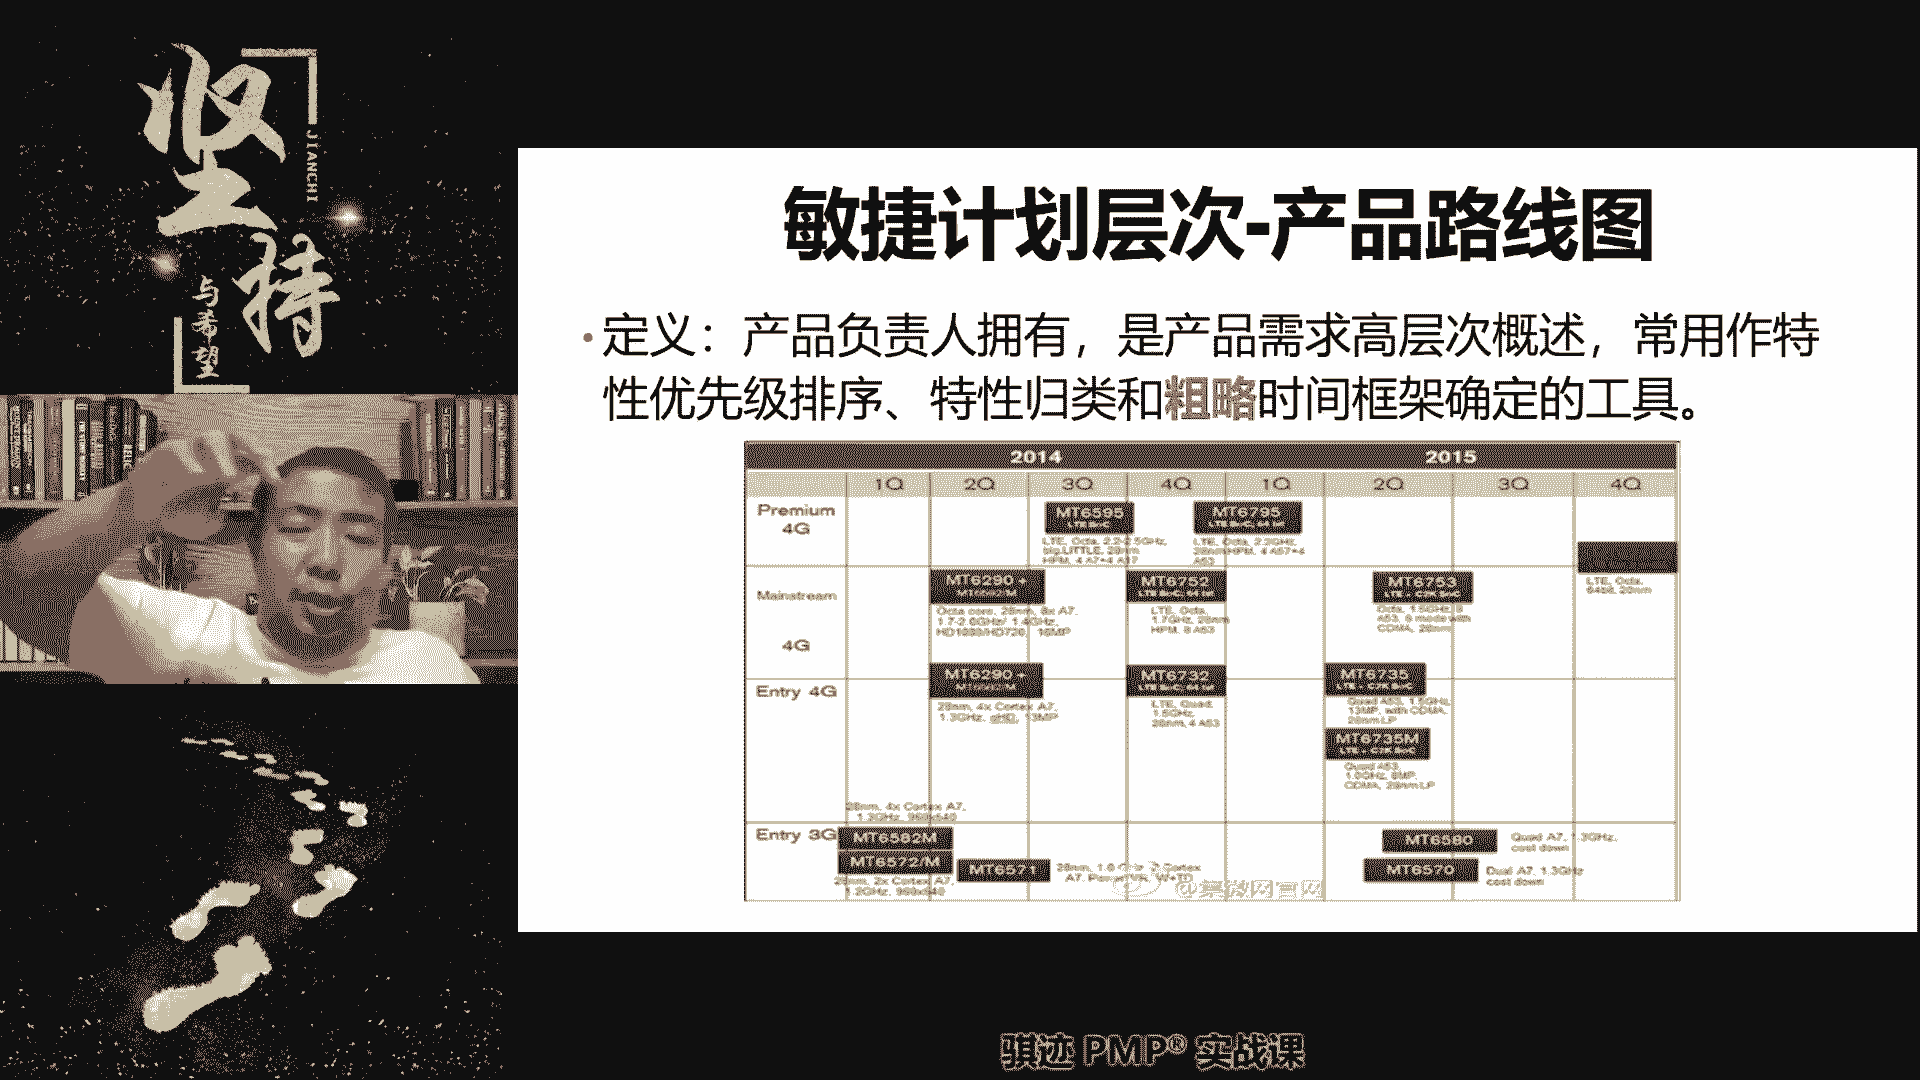 坚
持
JIANCHI
与希望
敏捷计划层次-产品路线图
•定义：产品负责人拥有，是产品需求高层次概述，常用作特
性优先级排序、特性归类和粗略时间框架确定的工具。
2014 2015
1Q 2Q 3Q 4Q 1Q 2Q 3Q 4Q
Premium
4G
MT6595
LTE, Octa, 2.2-2.5GHz,
big.LITTLE, 28nm
HPM, 4 A7+4 A17
MT6795
LTE, Octa, 2.2GHz,
28nmHPM, 4 A57+4
A53
LTE, Octa,
64bit, 20nm
Mainstream
4G
MT6290 +
Octa core, 28nm, 8x A7,
1.7-2.0GHz/ 1.4GHz,
HD1080/HD720, 16MP
MT6752
LTE, Octa,
1.7GHz, 28nm
HPM, 8 A53
MT6753
Octa, 1.5GHz, 8
A53, 6 mode with
CDMA, 28nm
Entry 4G
MT6290 +
28nm, 4x Cortex A7,
1.3GHz, qHD, 13MP
MT6732
LTE, Quad,
1.5GHz,
28nm, 4 A53
MT6735
Quad A53, 1.5GHz,
13MP, with CDMA,
28nm LP
MT6735M
Quad A53,
1.0GHz, 8MP,
CDMA, 28nm LP
28nm, 4x Cortex A7,
1.3GHz, 960x540
Entry 3G
MT6582M
MT6572/M
28nm, 2x Cortex A7,
1.2GHz, 960x540
MT6571
MT6580
Quad A7, 1.3GHz,
cost down
MT6570
Dual A7, 1.3GHz
cost down
@集微网官网
骐迹 PMP® 实战课